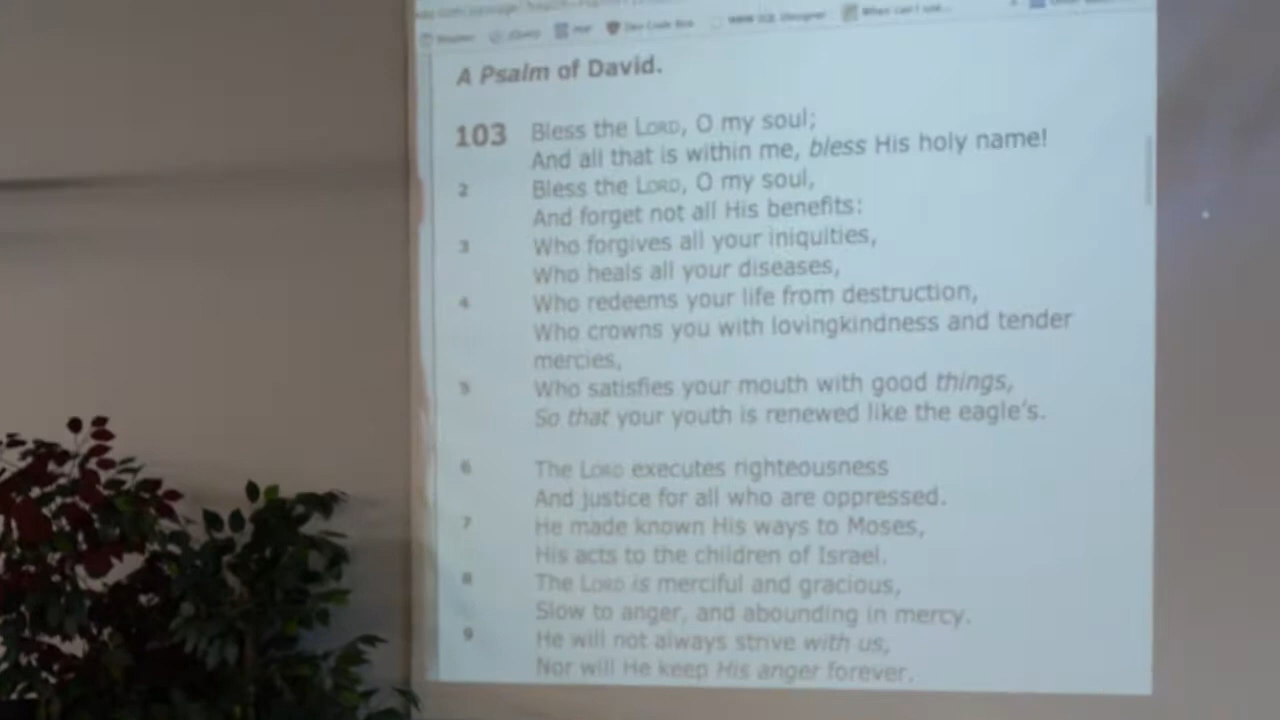 Dev Code Box
When can I use...
A Psalm of David.
103 Bless the LORD, O my soul;
And all that is within me, bless His holy name!
2 Bless the LORD, O my soul,
And forget not all His benefits:
3 Who forgives all your iniquities,
Who heals all your diseases,
4 Who redeems your life from destruction,
Who crowns you with lovingkindness and tender
mercies,
5 Who satisfies your mouth with good things,
So that your youth is renewed like the eagle's.
6 The LORD executes righteousness
And justice for all who are oppressed.
7 He made known His ways to Moses,
His acts to the children of Israel.
8 The LORD is merciful and gracious,
Slow to anger, and abounding in mercy.
9 He will not always strive with us,
Nor will He keep His anger forever.